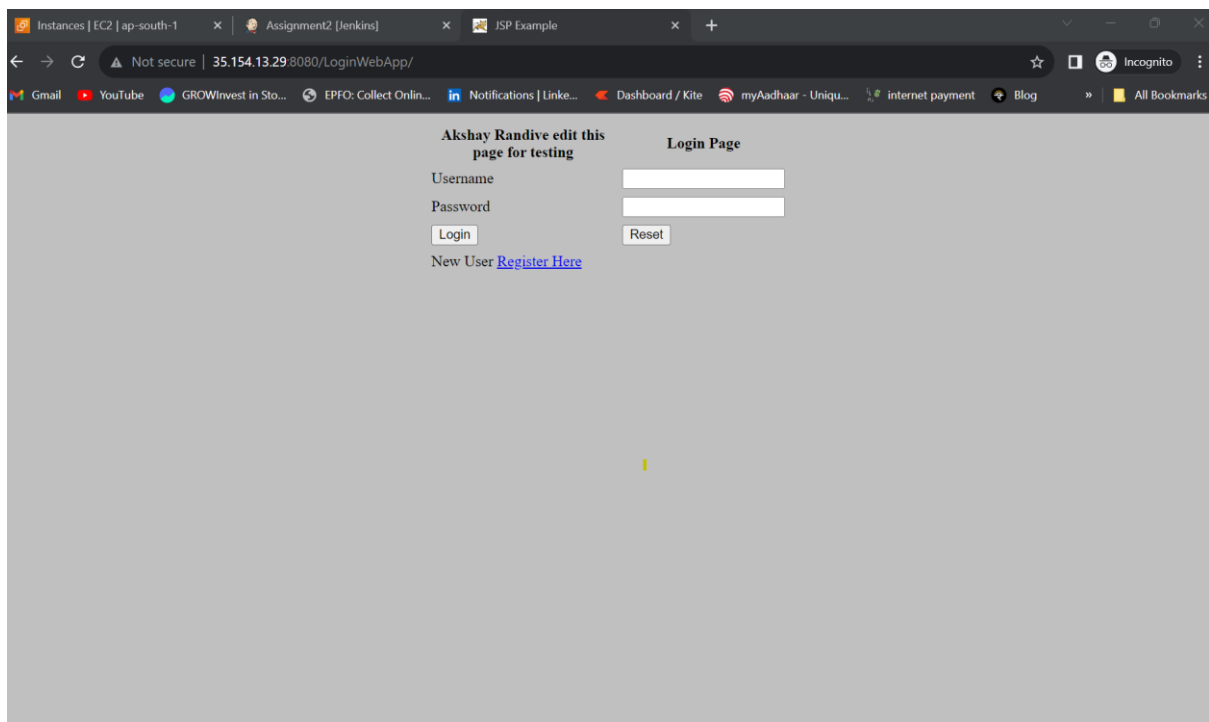 Instances | EC2 | ap-south-1
Assignment2 [Jenkins]
JSP Example
Not secure | 35.154.13.29:8080/LoginWebApp/
Incognito
Gmail YouTube GROWInvest in Sto... EPFO: Collect Onlin... Notifications | Linke... Dashboard / Kite myAadhaar - Uniqu... internet payment Blog » All Bookmarks
Akshay Randive edit this
page for testing
Login Page
Username
Password
Login Reset
New User Register Here